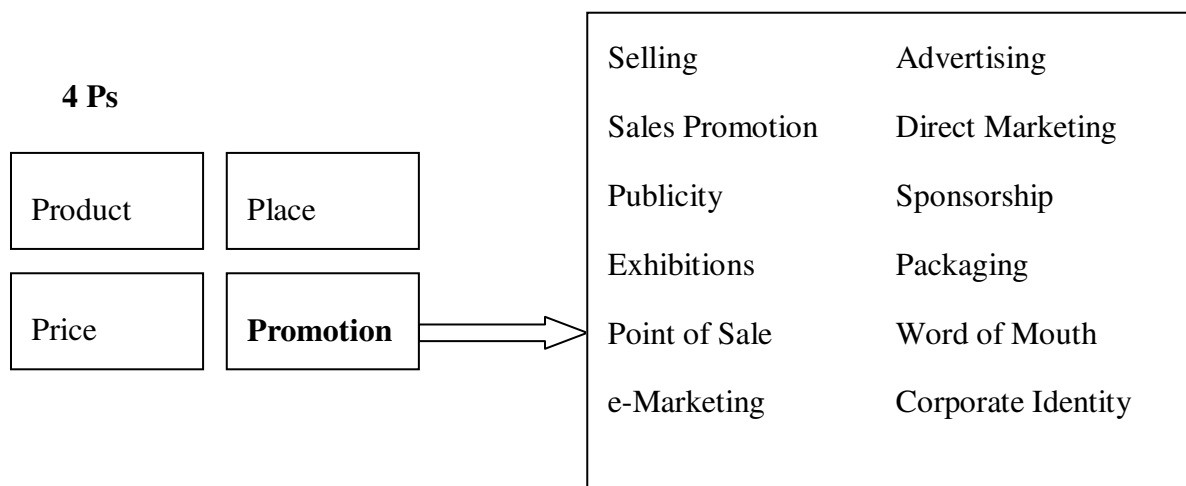 4 Ps
Product Place
Price Promotion
Selling Advertising
Sales Promotion Direct Marketing
Publicity Sponsorship
Exhibitions Packaging
Point of Sale Word of Mouth
e-Marketing Corporate Identity